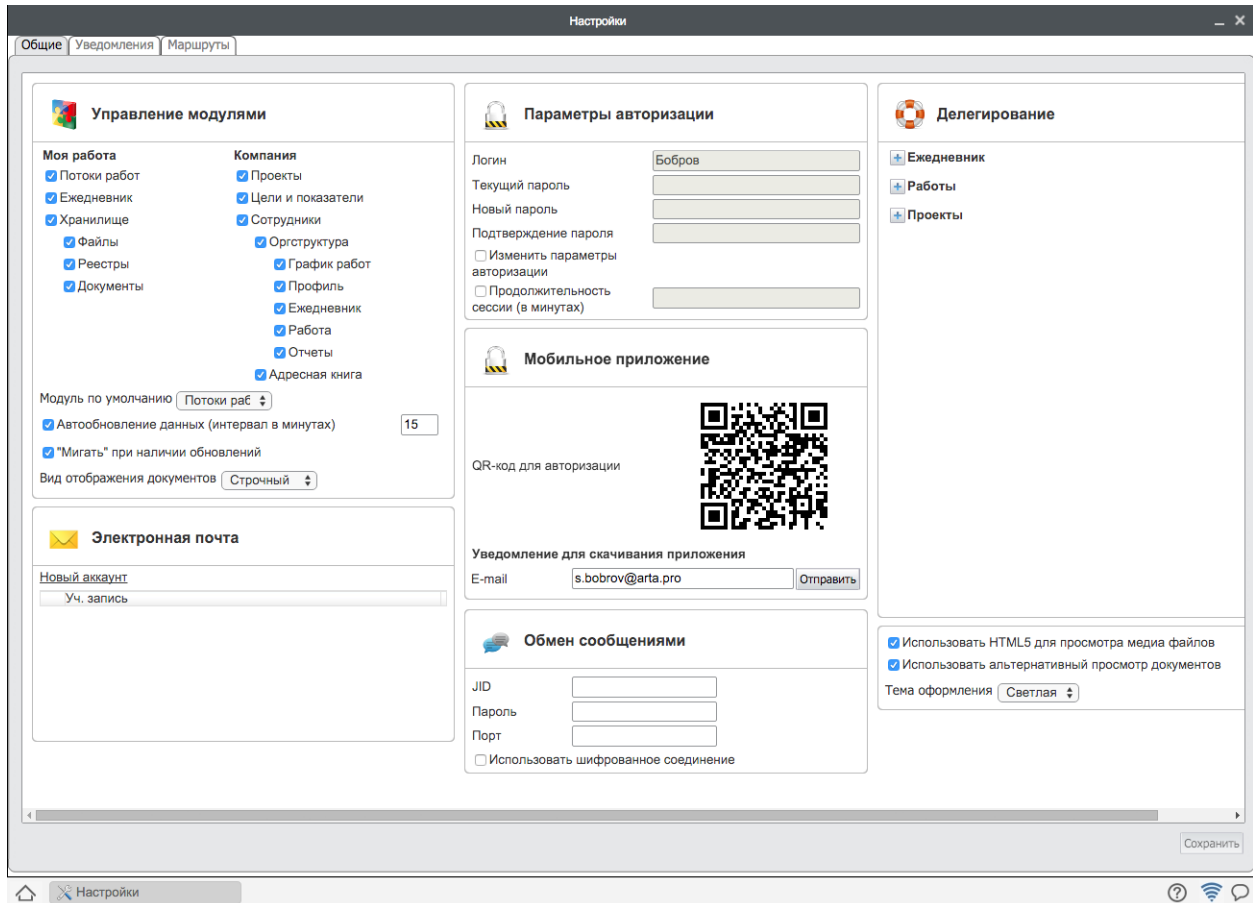 Настройки
Общие
Уведомления
Маршруты
Управление модулями
Моя работа
Компания
Потоки работ
Проекты
Ежедневник
Цели и показатели
Хранилище
Сотрудники
Файлы
Оргструктура
Реестры
График работ
Документы
Профиль
Ежедневник
Работа
Отчеты
Адресная книга
Модуль по умолчанию Потоки раб
Автообновление данных (интервал в минутах) 15
"Мигать" при наличии обновлений
Вид отображения документов Строчный
Электронная почта
Новый аккаунт
Уч. запись
Параметры авторизации
Логин Бобров
Текущий пароль
Новый пароль
Подтверждение пароля
Изменить параметры
авторизации
Продолжительность
сессии (в минутах)
Мобильное приложение
QR-код для авторизации
Уведомление для скачивания приложения
E-mail s.bobrov@arta.pro Отправить
Обмен сообщениями
JID
Пароль
Порт
Использовать шифрованное соединение
Делегирование
Ежедневник
Работы
Проекты
Использовать HTML5 для просмотра медиа файлов
Использовать альтернативный просмотр документов
Тема оформления Светлая
Сохранить
Настройки